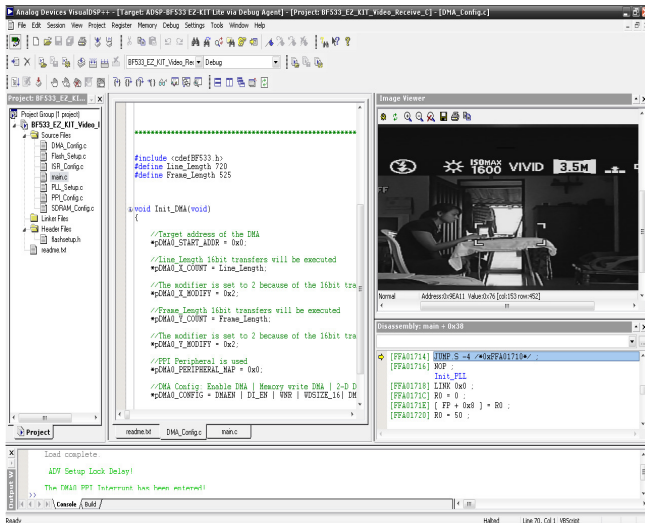 Analog Devices VisualDSP++ - [Target: ADSP-BF533 EZ-KIT Lite via Debug Agent] - [Project: BF533_EZ_KIT_Video_Receive_C] - [DMA_Config.c]
File Edit Session View Project Register Memory Debug Settings Tools Window Help
BF533_EZ_KIT_Video_Rec Debug
Project: BF533_EZ_KI...
Project Group (1 project)
BF533_EZ_KIT_Video_I
Source Files
DMA_Config.c
Flash_Setup.c
ISR_Config.c
main.c
PLL_Setup.c
PPI_Config.c
SDRAM_Config.c
Linker Files
Header Files
flashsetup.h
readme.txt
Project
#include <cdefBF533.h>
#define Line_Length 720
#define Frame_Length 525
void Init_DMA(void)
{
//Target address of the DMA
*pDMA0_START_ADDR = 0x0;
//Line_Length 16bit transfers will be executed
*pDMA0_X_COUNT = Line_Length;
//The modifier is set to 2 because of the 16bit tra
*pDMA0_X_MODIFY = 0x2;
//Frame_Length 16bit transfers will be executed
*pDMA0_Y_COUNT = Frame_Length;
//The modifier is set to 2 because of the 16bit tra
*pDMA0_Y_MODIFY = 0x2;
//PPI Peripheral is used
*pDMA0_PERIPHERAL_MAP = 0x0;
//DMA Config: Enable DMA | Memory write DMA | 2-D D
*pDMA0_CONFIG = DMAEN | DI_EN | WNR | WDSIZE_16| DM
readme.txt DMA_Config.c main.c
Image Viewer
ISOMAX
1600 VIVID 3.5M
FF
Normal Address:0x9EA11 Value:0x76 [col:153 row:452]
Disassembly: main + 0x38
[FFA01714] JUMP.S -4 /*0xFFA01710*/ ;
[FFA01716] NOP ;
Init_PLL
[FFA01718] LINK 0x0 ;
[FFA0171C] R0 = 0 ;
[FFA0171E] [ FP + 0x8 ] = R0 ;
[FFA01720] R0 = 50 ;
Output W
Load complete.
ADV Setup Lock Delay!
The DMA0 PPI Interrupt has been entered!
>>
Console Build
Ready Halted Line 70, Col 1 VBScript